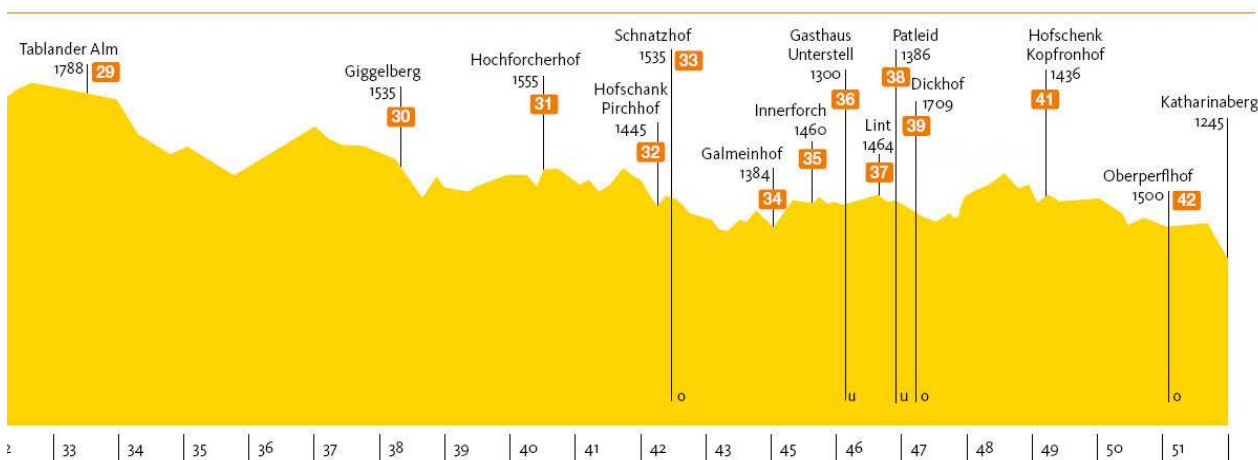 Tablander Alm
1788 29
Giggelberg
1535
30
Hochforcherhof
1555
31
Hofschank
Pirchhof
1445
32
Schnatzhof
1535 33
Galmeinhof
1384
34
Innerforch
1460
35
Gasthaus
Unterstell
1300
36
Lint
1464
37
Patleid
1386
38
Dickhof
1709
39
Hofschenk
Kopfronhof
1436
41
Oberperflhof
1500 42
Katharinaberg
1245
o u u o o
2 33 34 35 36 37 38 39 40 41 42 43 45 46 47 48 49 50 51